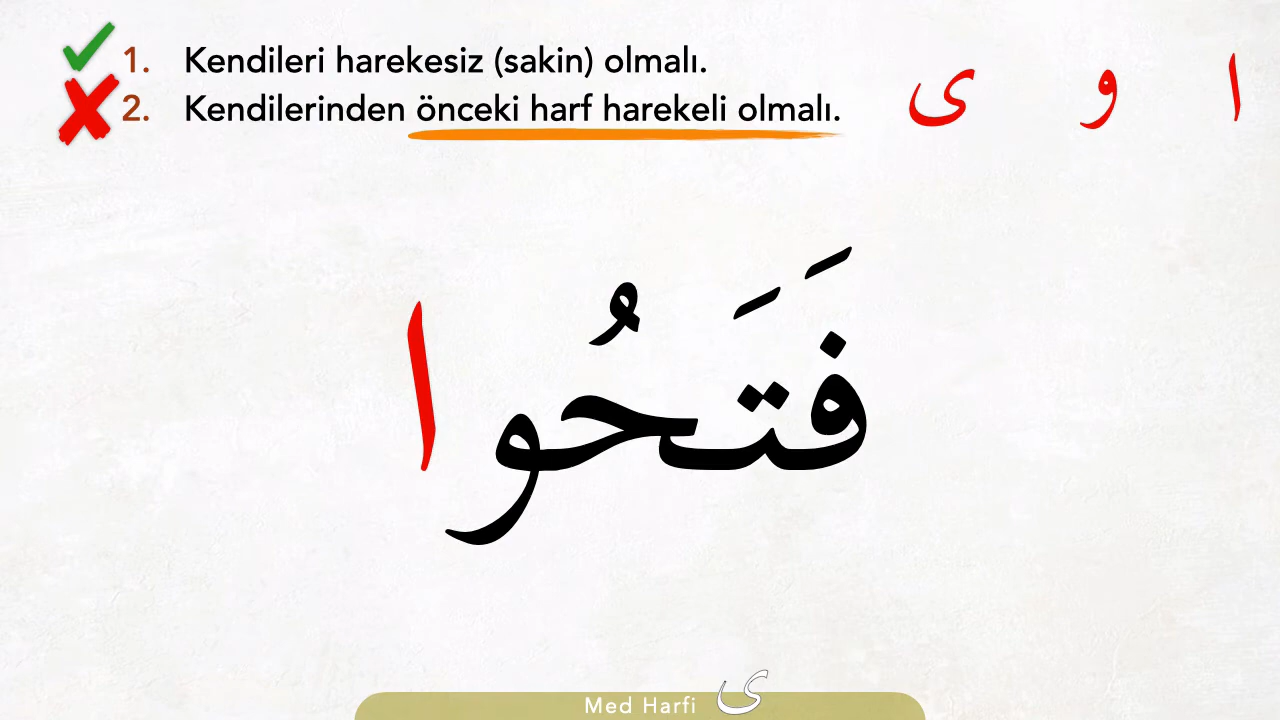 1. Kendileri harekesiz (sakin) olmalı.
2. Kendilerinden önceki harf harekeli olmalı.
ا و ى
فَتَحُوا
Med Harfi ى